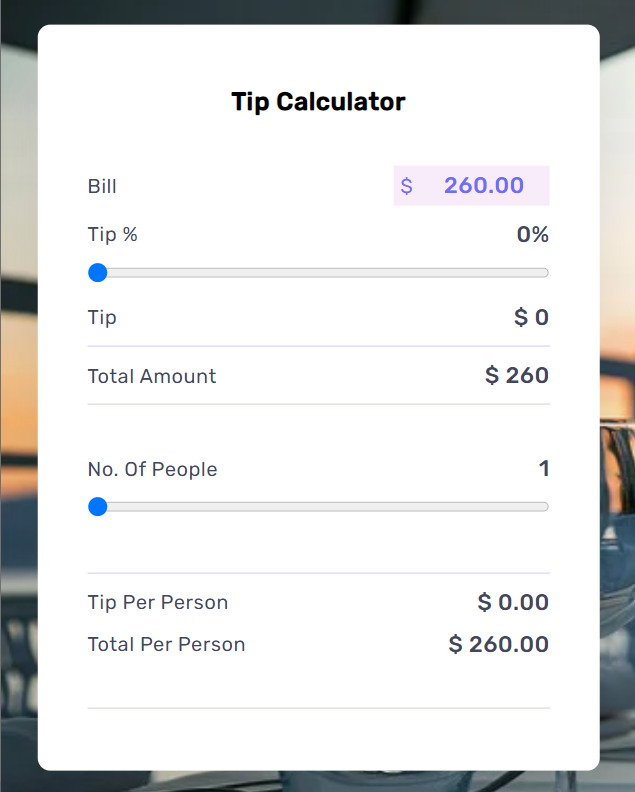 Tip Calculator
Bill $ 260.00
Tip % 0%
Tip $ 0
Total Amount $ 260
No. Of People 1
Tip Per Person $ 0.00
Total Per Person $ 260.00